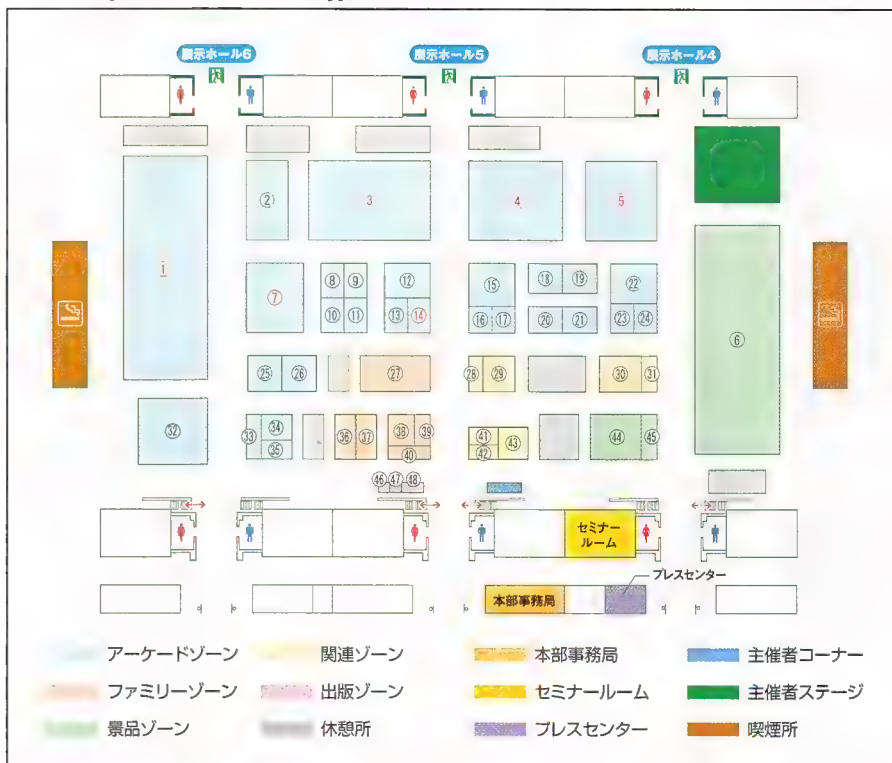 展示ホール6 展示ホール5 展示ホール4
② 3 4 5
1 ⑦ ⑧ ⑨ ⑫ ⑮ ⑱ ⑲ ㉒
⑩ ⑪ ⑬ ⑭ ⑯ ⑰ ⑳ ㉑ ㉓ ㉔
⑥
㉕ ㉖ ㉗ ㉘ ㉙ ㉚ ㉛
㉜ ㉝ ㉞ ㊱ ㊲ ㊳ ㊴ ㊶ ㊸ ㊹ ㊺
㉟ ㊵ ㊷
㊻ ㊼ ㊽
セミナー
ルーム
プレスセンター
本部事務局
アーケードゾーン 関連ゾーン 本部事務局 主催者コーナー
ファミリーゾーン 出版ゾーン セミナールーム 主催者ステージ
景品ゾーン 休憩所 プレスセンター 喫煙所